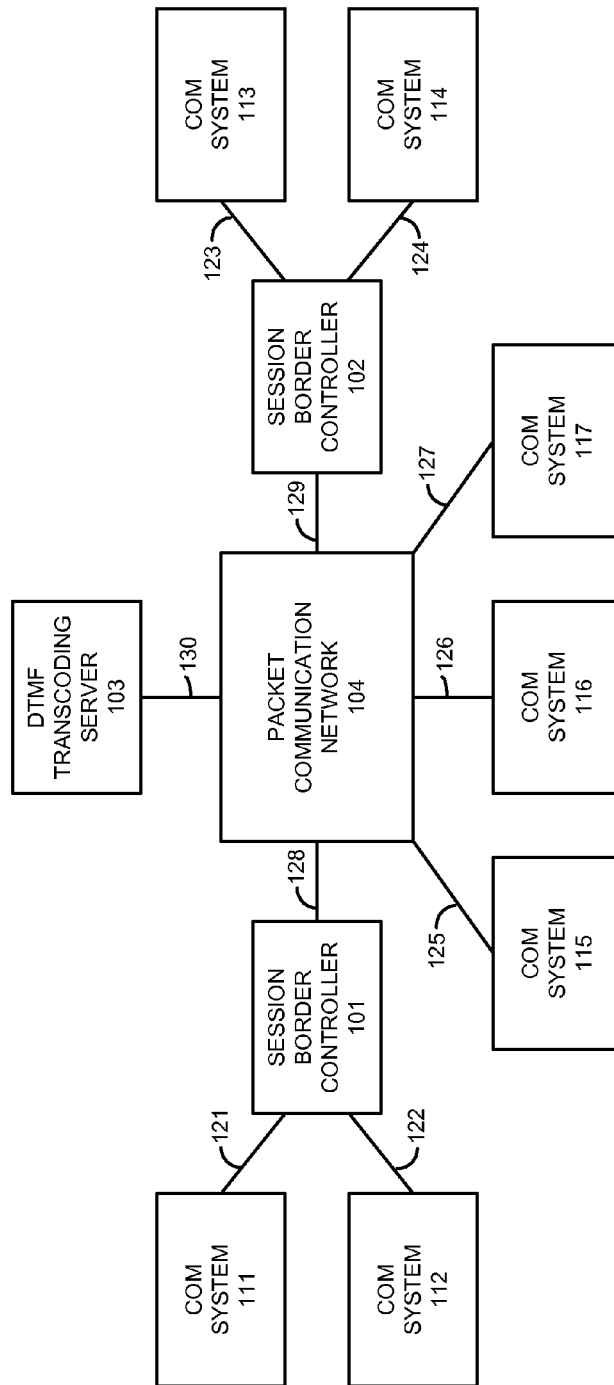 DTMF
TRANSCODING
SERVER
103
130
COM
SYSTEM
111
121
COM
SYSTEM
112
122
SESSION
BORDER
CONTROLLER
101
128
PACKET
COMMUNICATION
NETWORK
104
129
SESSION
BORDER
CONTROLLER
102
123
COM
SYSTEM
113
124
COM
SYSTEM
114
125
COM
SYSTEM
115
126
COM
SYSTEM
116
127
COM
SYSTEM
117